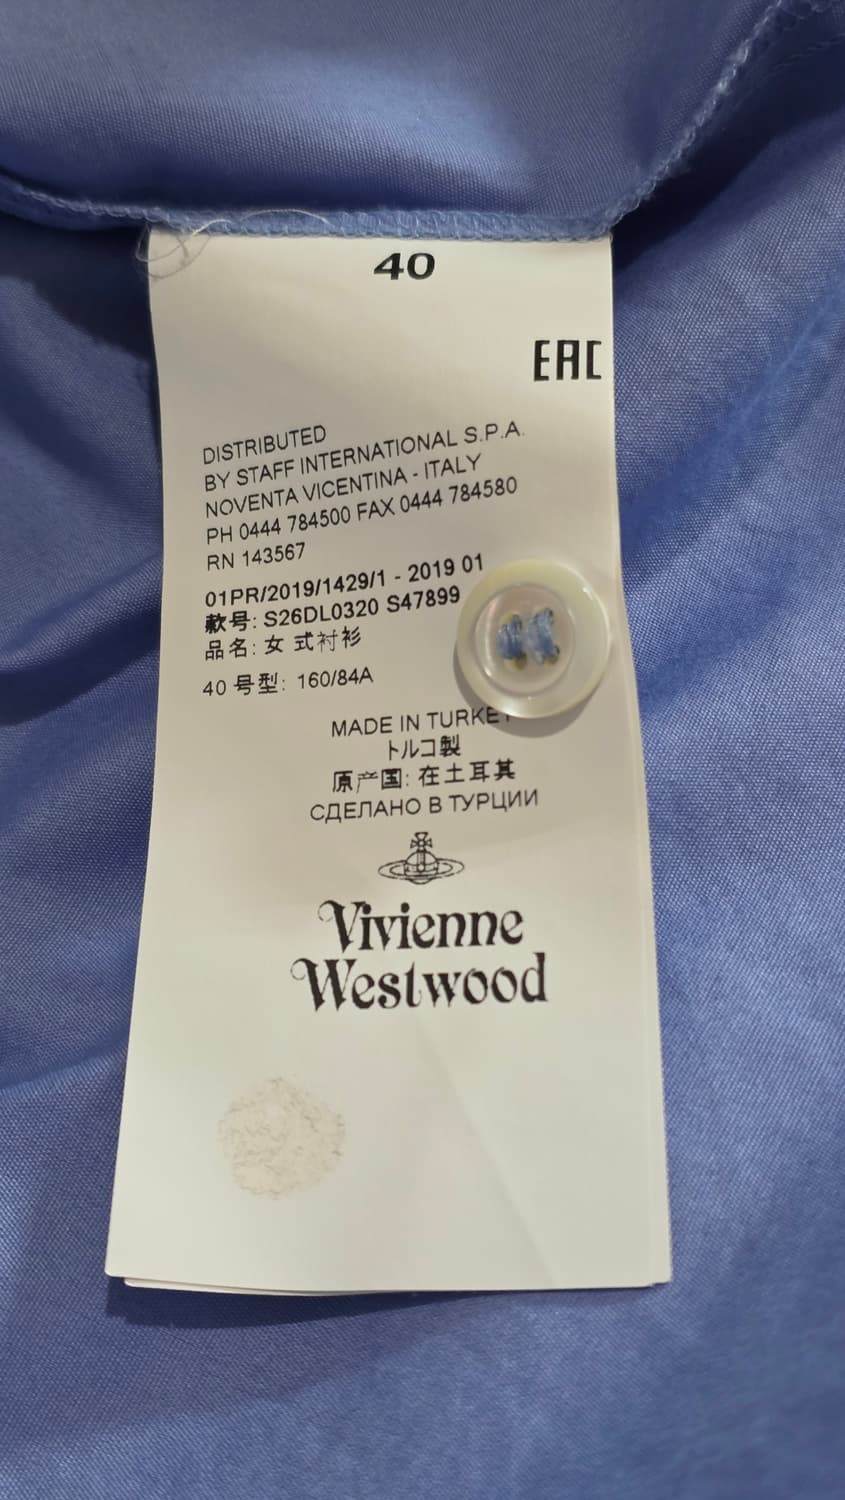 40
EAC
DISTRIBUTED
BY STAFF INTERNATIONAL S.P.A.
NOVENTA VICENTINA - ITALY
PH 0444 784500 FAX 0444 784580
RN 143567
01PR/2019/1429/1 - 2019 01
款号: S26DL0320 S47899
品名: 女 式衬衫
40 号型: 160/84A
MADE IN TURKEY
トルコ製
原产国: 在土耳其
СДЕЛАНО В ТУРЦИИ
Vivienne
Westwood